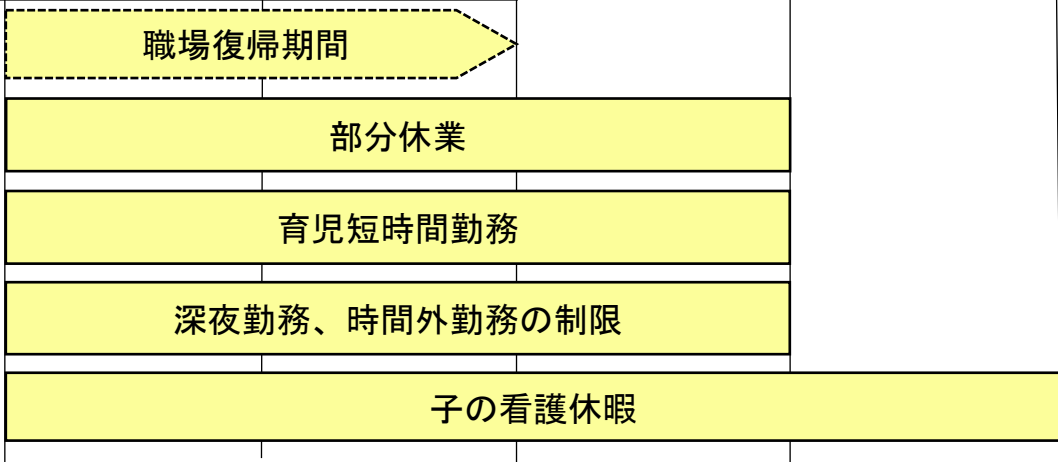 職場復帰期間
部分休業
育児短時間勤務
深夜勤務、時間外勤務の制限
子の看護休暇